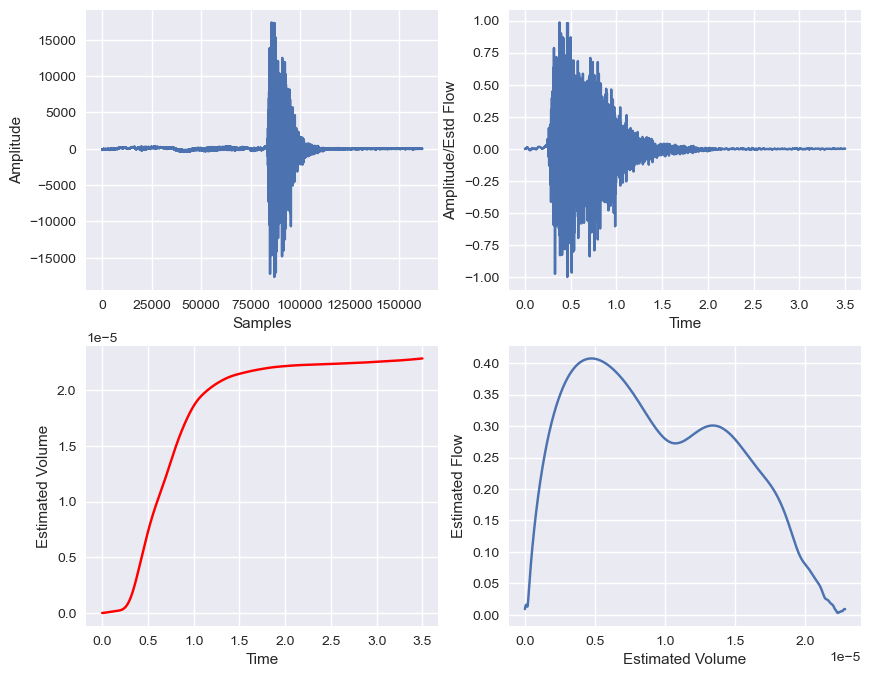 Amplitude
15000
10000
5000
0
−5000
−10000
−15000
0 25000 50000 75000 100000 125000 150000
Samples
Amplitude/Estd Flow
1.00
0.75
0.50
0.25
0.00
−0.25
−0.50
−0.75
−1.00
0.0 0.5 1.0 1.5 2.0 2.5 3.0 3.5
Time
1e−5
Estimated Volume
2.0
1.5
1.0
0.5
0.0
0.0 0.5 1.0 1.5 2.0 2.5 3.0 3.5
Time
Estimated Flow
0.40
0.35
0.30
0.25
0.20
0.15
0.10
0.05
0.00
0.0 0.5 1.0 1.5 2.0
Estimated Volume
1e−5